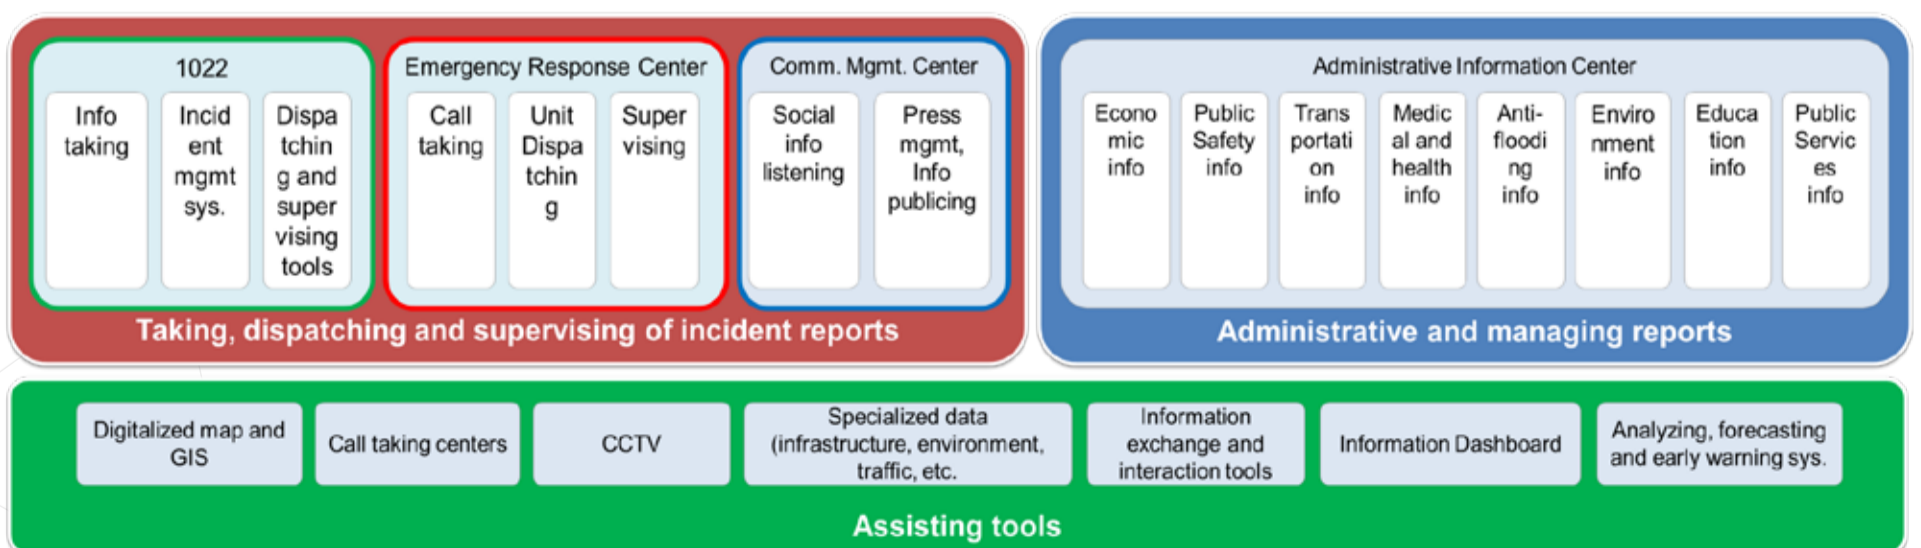 1022
Info
taking
Incid
ent
mgmt
sys.
Dispa
tchin
g and
super
vising
tools
Emergency Response Center
Call
taking
Unit
Dispa
tchin
g
Super
vising
Comm. Mgmt. Center
Social
info
listening
Press
mgmt,
Info
publicing
Taking, dispatching and supervising of incident reports
Administrative Information Center
Econo
mic
info
Public
Safety
info
Trans
portati
on
info
Medic
al and
health
info
Anti-
floodi
ng
info
Enviro
nment
info
Educa
tion
info
Public
Servic
es
info
Administrative and managing reports
Digitalized map and
GIS
Call taking centers
CCTV
Specialized data
(infrastructure, environment,
traffic, etc.
Information
exchange and
interaction tools
Information Dashboard
Analyzing, forecasting
and early warning sys.
Assisting tools